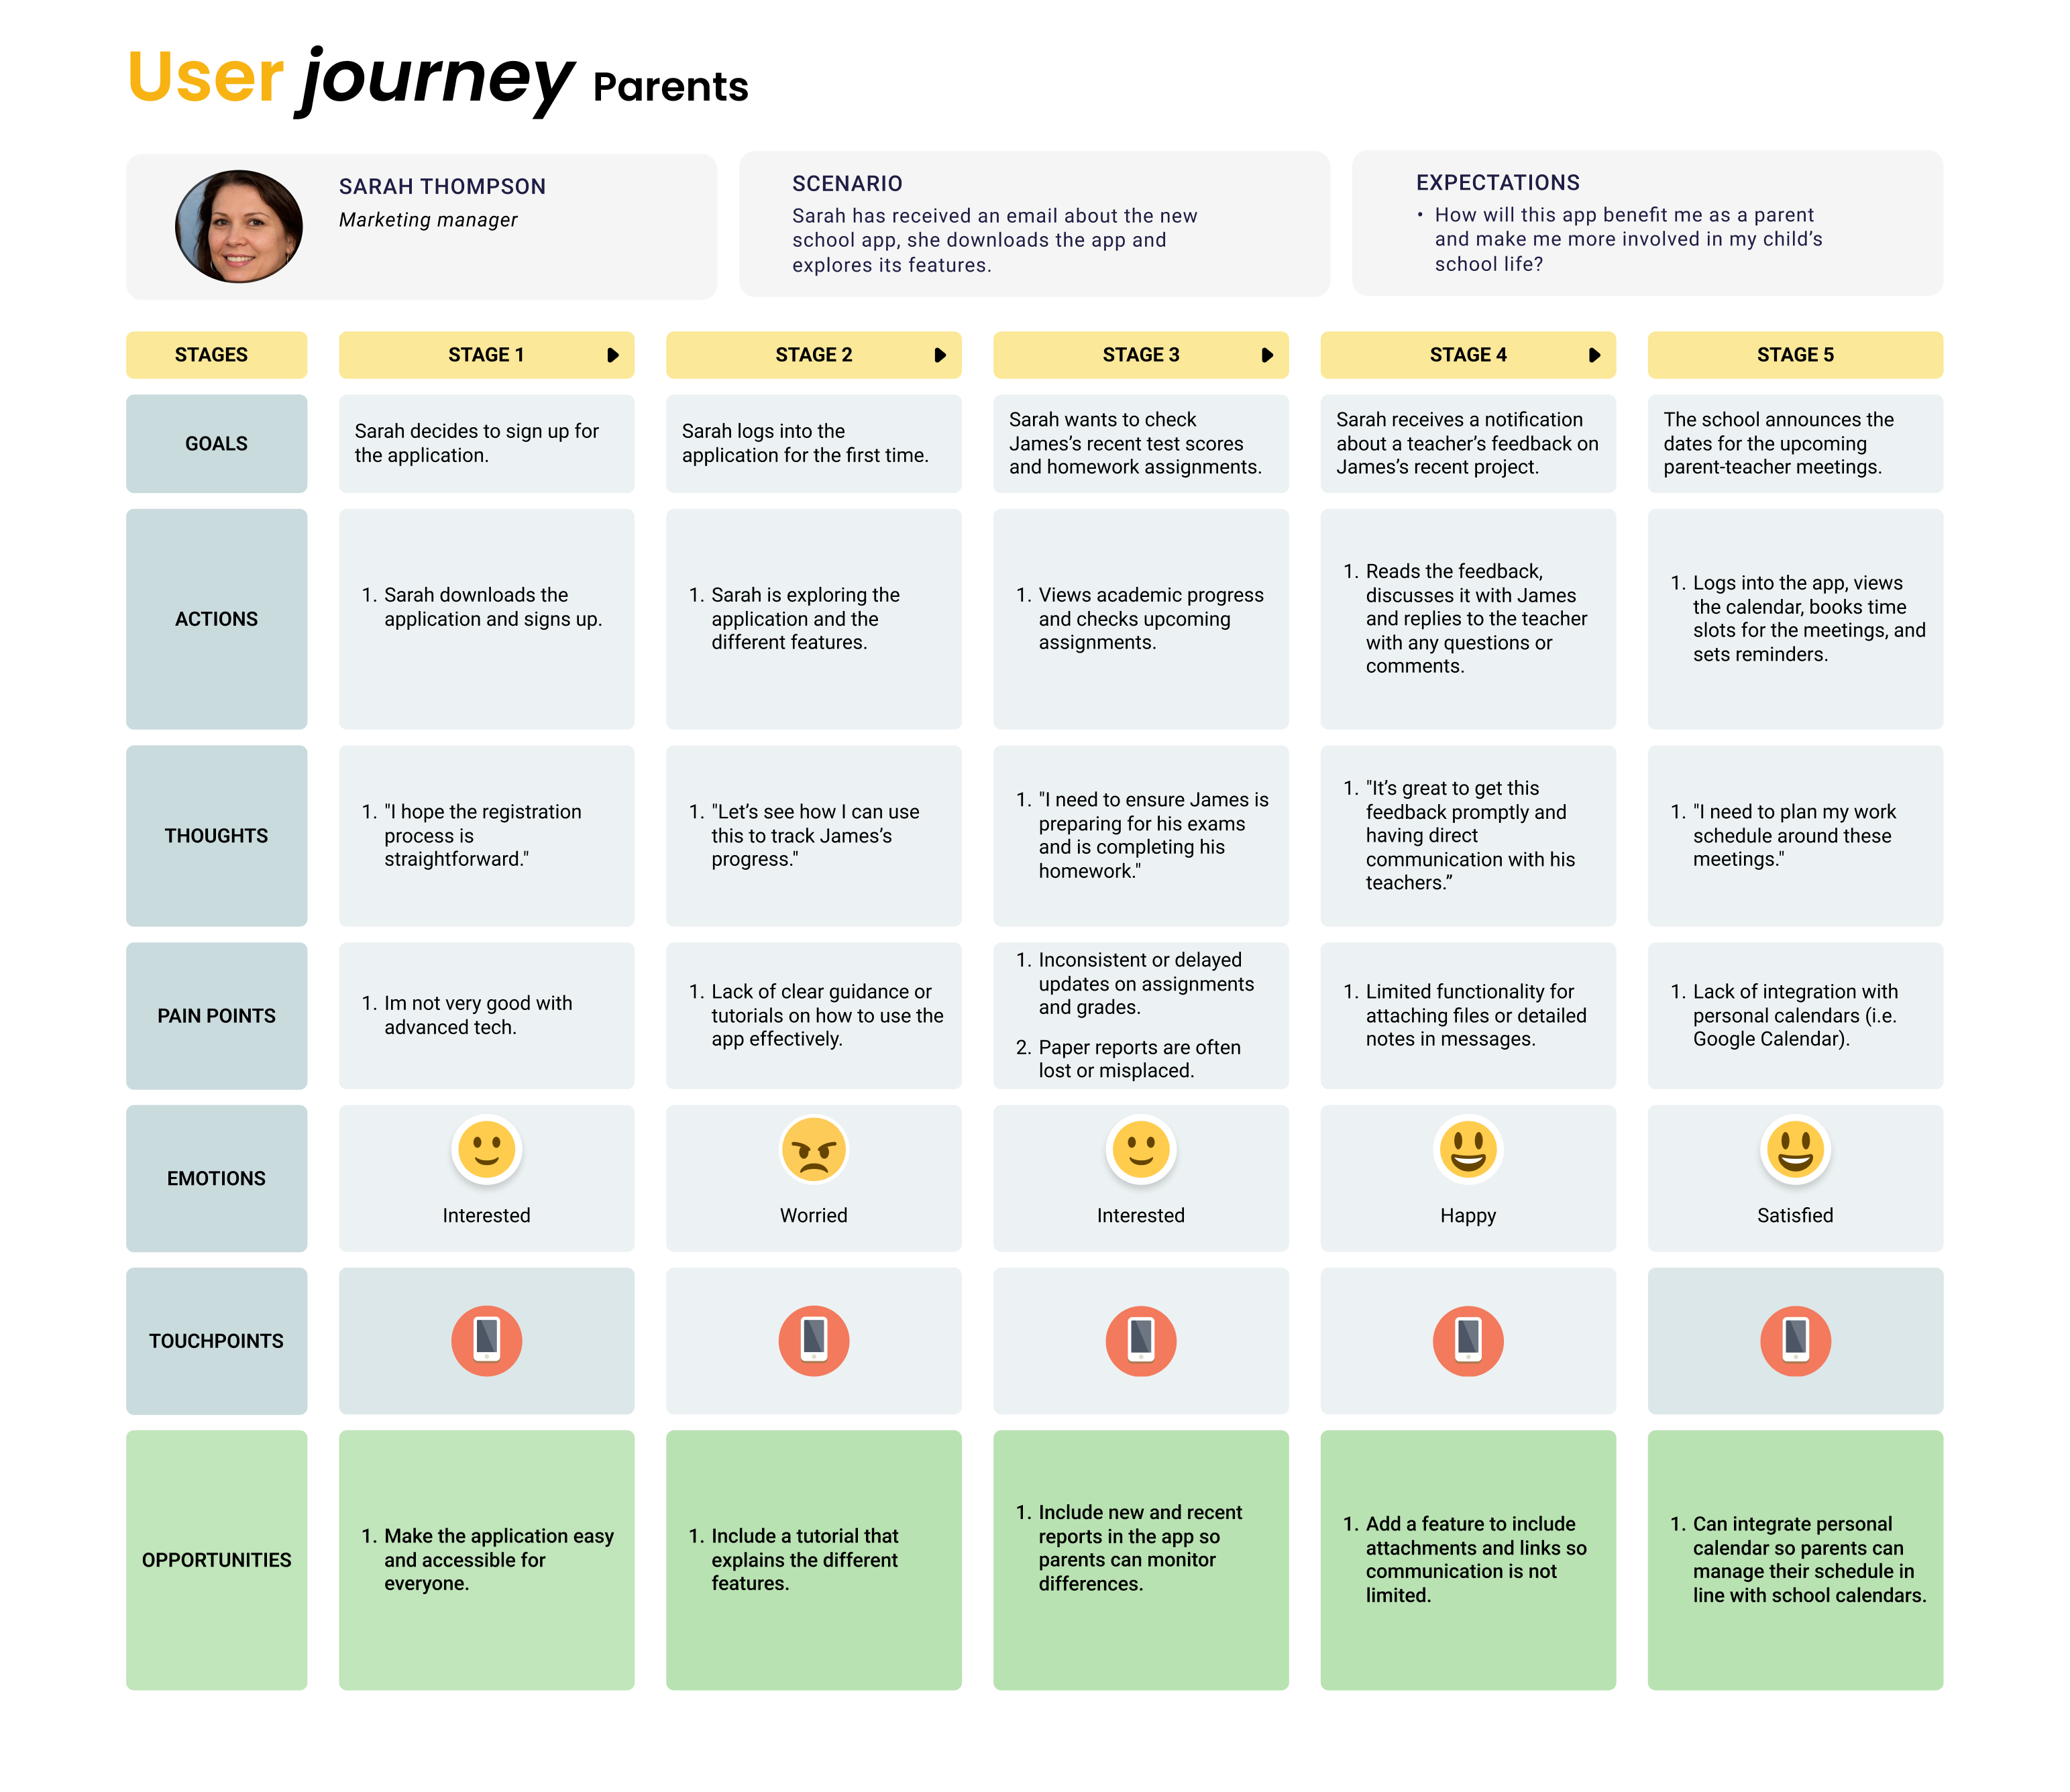 User journey Parents
SARAH THOMPSON
Marketing manager
SCENARIO
Sarah has received an email about the new
school app, she downloads the app and
explores its features.
EXPECTATIONS
• How will this app benefit me as a parent
and make me more involved in my child’s
school life?
STAGES
STAGE 1
STAGE 2
STAGE 3
STAGE 4
STAGE 5
GOALS
Sarah decides to sign up for
the application.
Sarah logs into the
application for the first time.
Sarah wants to check
James’s recent test scores
and homework assignments.
Sarah receives a notification
about a teacher’s feedback on
James’s recent project.
The school announces the
dates for the upcoming
parent-teacher meetings.
ACTIONS
1. Sarah downloads the
application and signs up.
1. Sarah is exploring the
application and the
different features.
1. Views academic progress
and checks upcoming
assignments.
1. Reads the feedback,
discusses it with James
and replies to the teacher
with any questions or
comments.
1. Logs into the app, views
the calendar, books time
slots for the meetings, and
sets reminders.
THOUGHTS
1. "I hope the registration
process is
straightforward."
1. "Let’s see how I can use
this to track James’s
progress."
1. "I need to ensure James is
preparing for his exams
and is completing his
homework."
1. "It’s great to get this
feedback promptly and
having direct
communication with his
teachers.”
1. "I need to plan my work
schedule around these
meetings."
PAIN POINTS
1. Im not very good with
advanced tech.
1. Lack of clear guidance or
tutorials on how to use the
app effectively.
1. Inconsistent or delayed
updates on assignments
and grades.
2. Paper reports are often
lost or misplaced.
1. Limited functionality for
attaching files or detailed
notes in messages.
1. Lack of integration with
personal calendars (i.e.
Google Calendar).
EMOTIONS
Interested
Worried
Interested
Happy
Satisfied
TOUCHPOINTS
OPPORTUNITIES
1. Make the application easy
and accessible for
everyone.
1. Include a tutorial that
explains the different
features.
1. Include new and recent
reports in the app so
parents can monitor
differences.
1. Add a feature to include
attachments and links so
communication is not
limited.
1. Can integrate personal
calendar so parents can
manage their schedule in
line with school calendars.